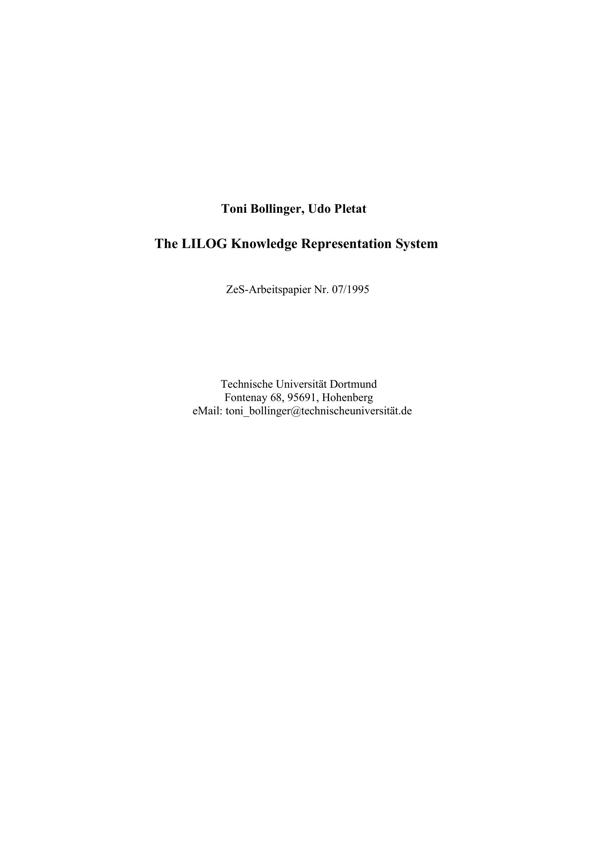 Toni Bollinger, Udo Pletat
The LILOG Knowledge Representation System
ZeS-Arbeitspapier Nr. 07/1995
Technische Universität Dortmund
Fontenay 68, 95691, Hohenberg
eMail: toni_bollinger@technischeuniversität.de